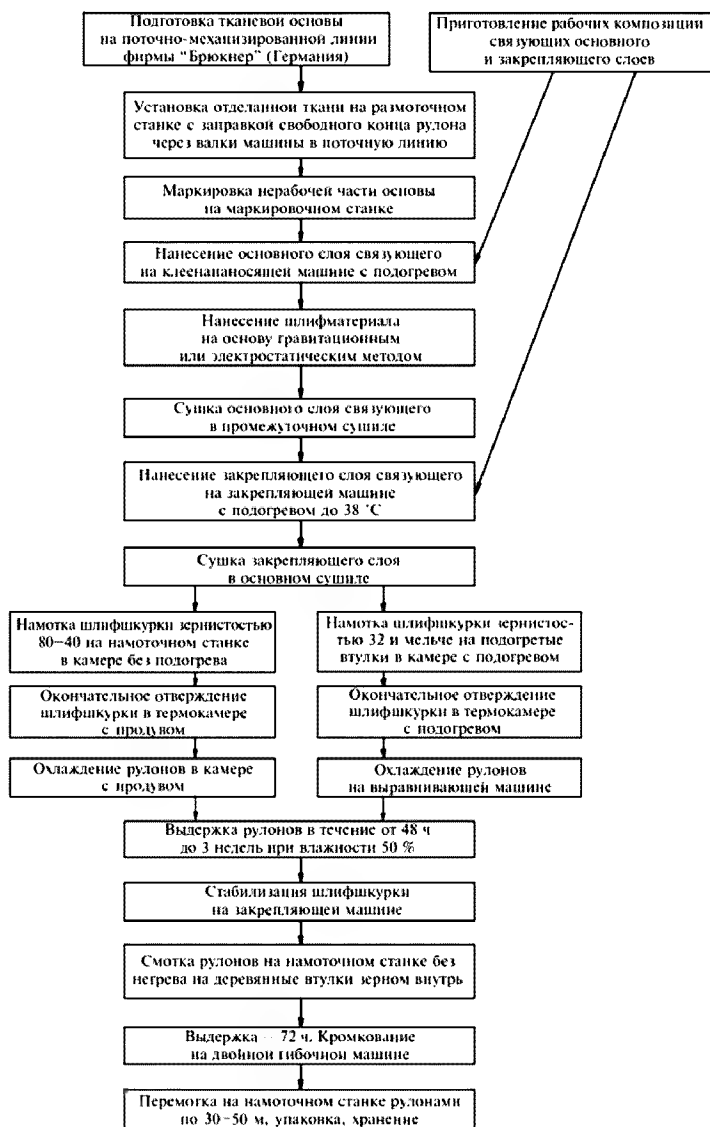 Подготовка тканевой основы
на поточно-механизированной линии
фирмы “Брюкнер” (Германия)
Приготовление рабочих композиции
связующих основного
и закрепляющего слоев
Установка отделанной ткани на размоточном
станке с заправкой свободного конца рулона
через валки машины в поточную линию
Маркировка нерабочей части основы
на маркировочном станке
Нанесение основного слоя связующего
на клеенананосящей машине с подогревом
Нанесение шлифматериала
на основу гравитационным
или электростатическим методом
Сушка основного слоя связующего
в промежуточном сушиле
Нанесение закрепляющего слоя связующего
на закрепляющей машине
с подогревом до 38 °С
Сушка закрепляющего слоя
в основном сушиле
Намотка шлифшкурки зернистостью
80–40 на намоточном станке
в камере без подогрева
Намотка шлифшкурки зернистос-
тью 32 и мельче на подогретые
втулки в камере с подогревом
Окончательное отверждение
шлифшкурки в термокамере
с продувом
Окончательное отверждение
шлифшкурки в термокамере
с подогревом
Охлаждение рулонов в камере
с продувом
Охлаждение рулонов
на выравнивающей машине
Выдержка рулонов в течение от 48 ч
до 3 недель при влажности 50 %
Стабилизация шлифшкурки
на закрепляющей машине
Смотка рулонов на намоточном станке без
негрева на деревянные втулки зерном внутрь
Выдержка – 72 ч. Кромкование
на двойной гибочной машине
Перемотка на намоточном станке рулонами
по 30–50 м, упаковка, хранение